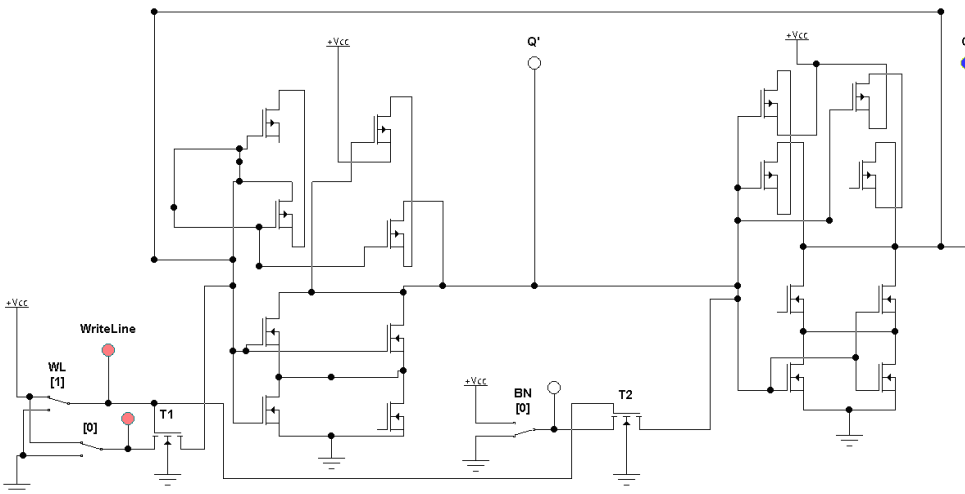 Q'
+Vcc
+Vcc
+Vcc
WriteLine
WL
[1]
[0]
T1
+Vcc
BN
[0]
T2